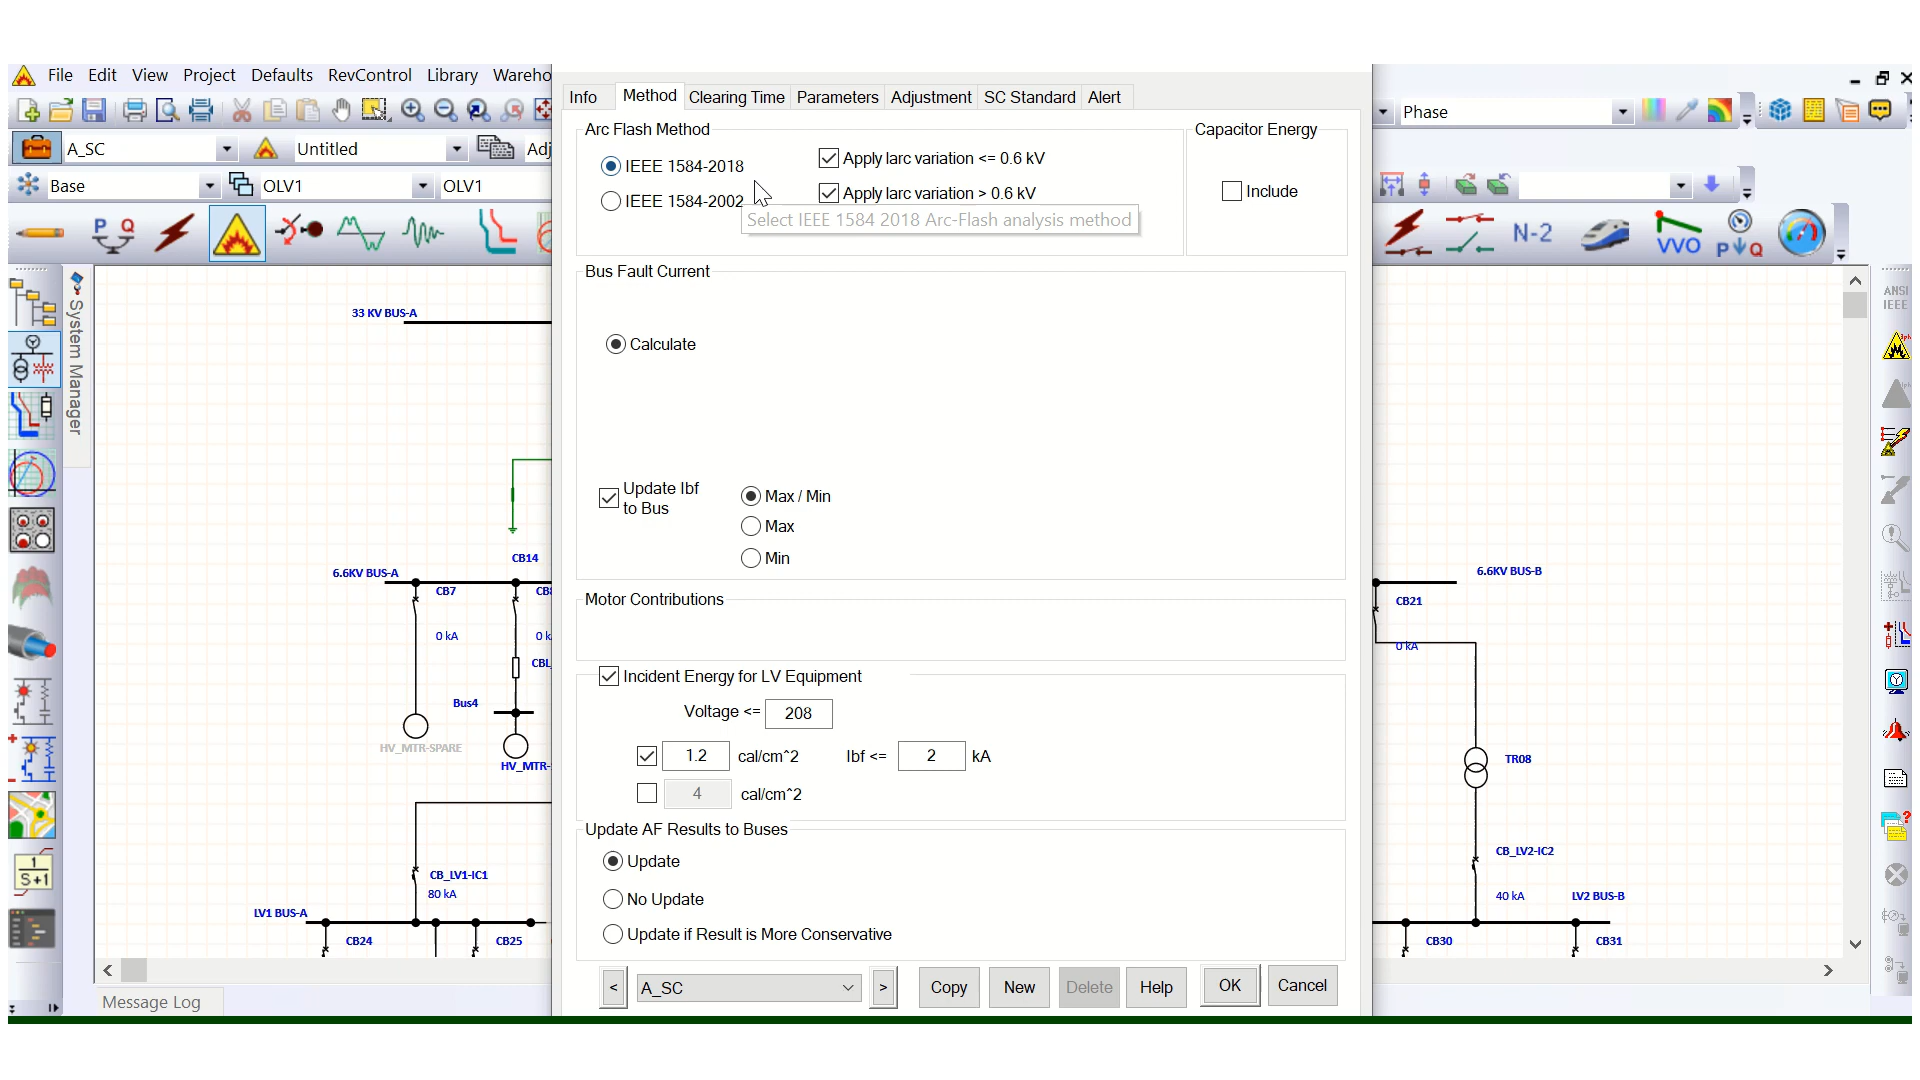 File Edit View Project Defaults RevControl Library Wareho
Phase
A_SC Untitled Adj
Base OLV1 OLV1
P Q
N-2
VVO
P Q
System Manager
ANSI
IEEE
Info Method Clearing Time Parameters Adjustment SC Standard Alert
Arc Flash Method
IEEE 1584-2018
IEEE 1584-2002
Apply Iarc variation <= 0.6 kV
Apply Iarc variation > 0.6 kV
Select IEEE 1584 2018 Arc-Flash analysis method
Capacitor Energy
Include
Bus Fault Current
Calculate
Update Ibf
to Bus
Max / Min
Max
Min
Motor Contributions
Incident Energy for LV Equipment
Voltage <= 208
1.2 cal/cm^2 Ibf <= 2 kA
4 cal/cm^2
Update AF Results to Buses
Update
No Update
Update if Result is More Conservative
< A_SC > Copy New Delete Help OK Cancel
33 KV BUS-A
CB14
6.6KV BUS-A
CB7
0 kA
Bus4
HV_MTR-SPARE
HV_MTR-
CB_LV1-IC1
80 kA
LV1 BUS-A
CB24
CB25
6.6KV BUS-B
CB21
0 kA
TR08
CB_LV2-IC2
40 kA
LV2 BUS-B
CB30
CB31
1
S+1
Message Log